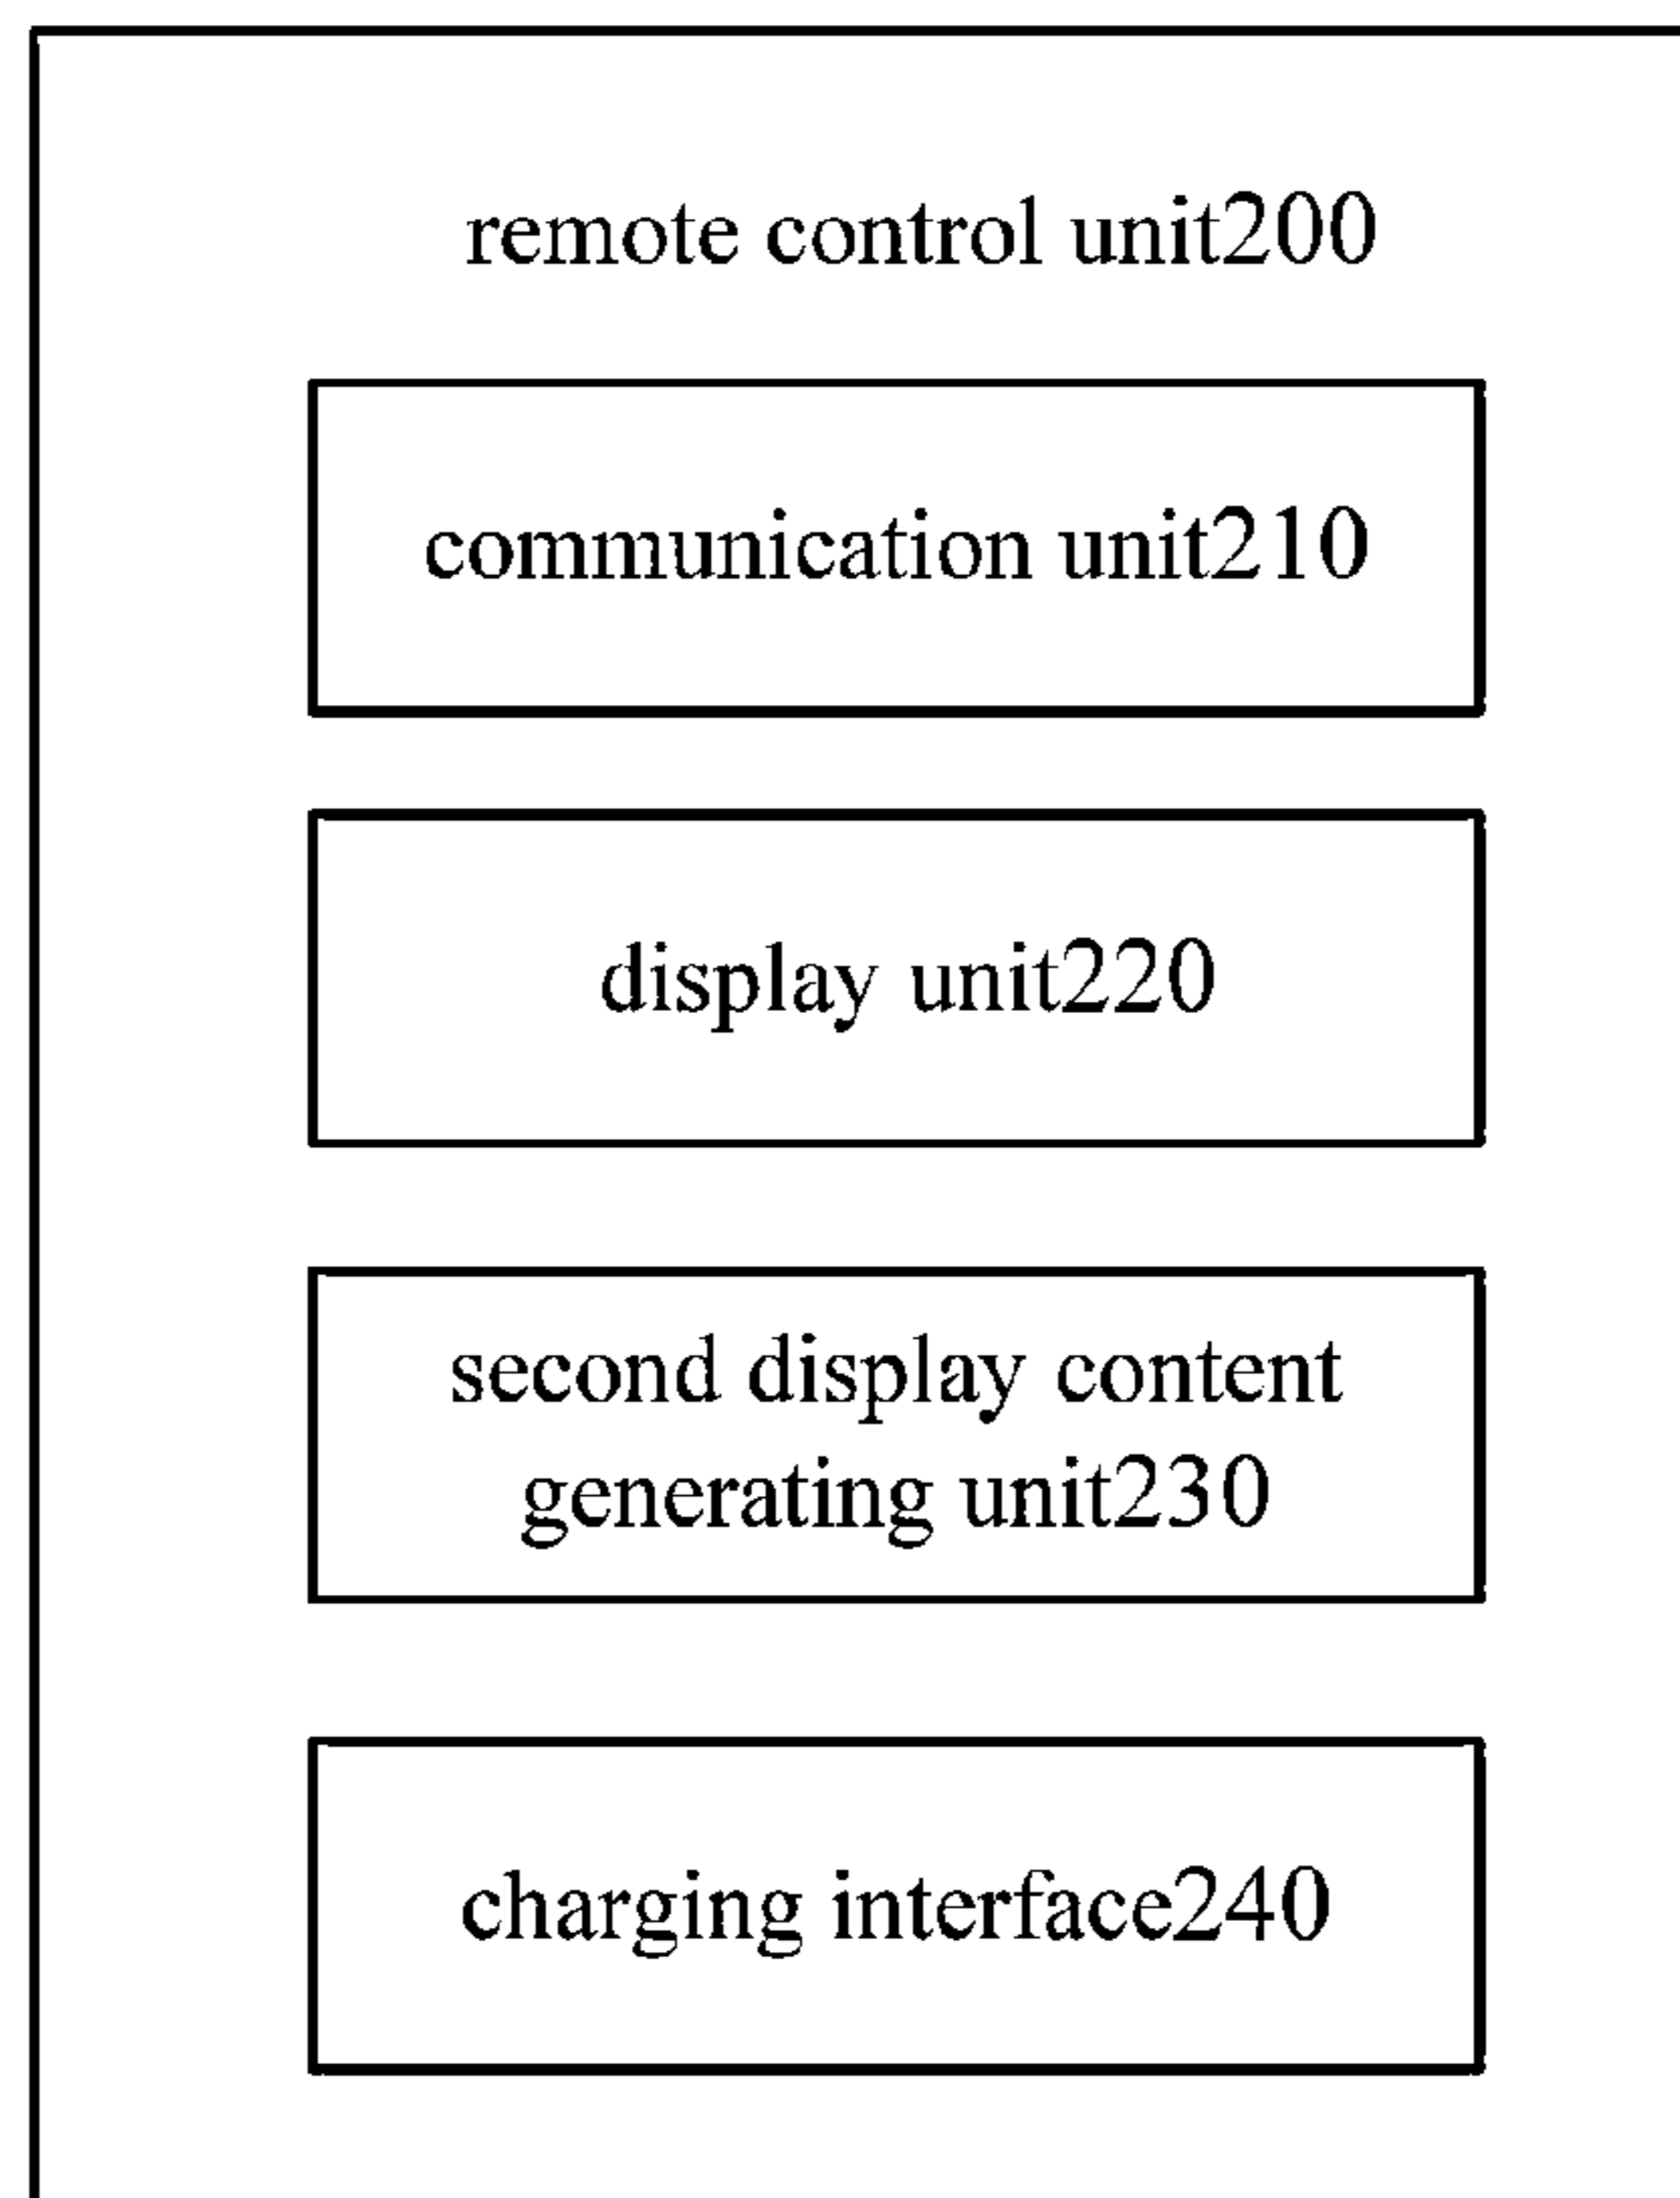 remote control unit200
communication unit210
display unit220
second display content
generating unit230
charging interface240